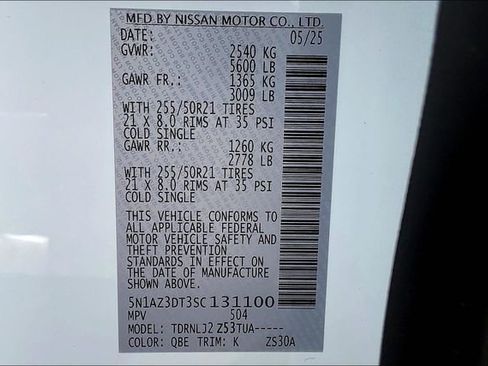 MFD BY NISSAN MOTOR CO., LTD.
DATE: 05/25
GVWR: 2540 KG
5600 LB
GAWR FR.: 1365 KG
3009 LB
WITH 255/50R21 TIRES
21 X 8.0 RIMS AT 35 PSI
COLD SINGLE
GAWR RR.: 1260 KG
2778 LB
WITH 255/50R21 TIRES
21 X 8.0 RIMS AT 35 PSI
COLD SINGLE
THIS VEHICLE CONFORMS TO
ALL APPLICABLE FEDERAL
MOTOR VEHICLE SAFETY AND
THEFT PREVENTION
STANDARDS IN EFFECT ON
THE DATE OF MANUFACTURE
SHOWN ABOVE.
5N1AZ3DT3SC131100
MPV 504
MODEL: TDRNLJ2 Z53TUA-----
COLOR: QBE TRIM: K ZS30A